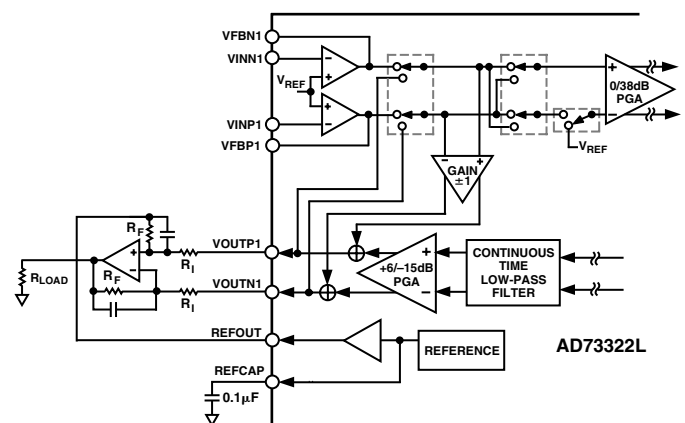 VFBN1
VINN1
VREF
VINP1
VFBP1
0/38dB
PGA
VREF
GAIN
±1
VOUTP1
RF
RI
RLOAD
RF
RI
VOUTN1
+6/–15dB
PGA
CONTINUOUS
TIME
LOW-PASS
FILTER
REFOUT
REFCAP
REFERENCE
AD73322L
0.1μF